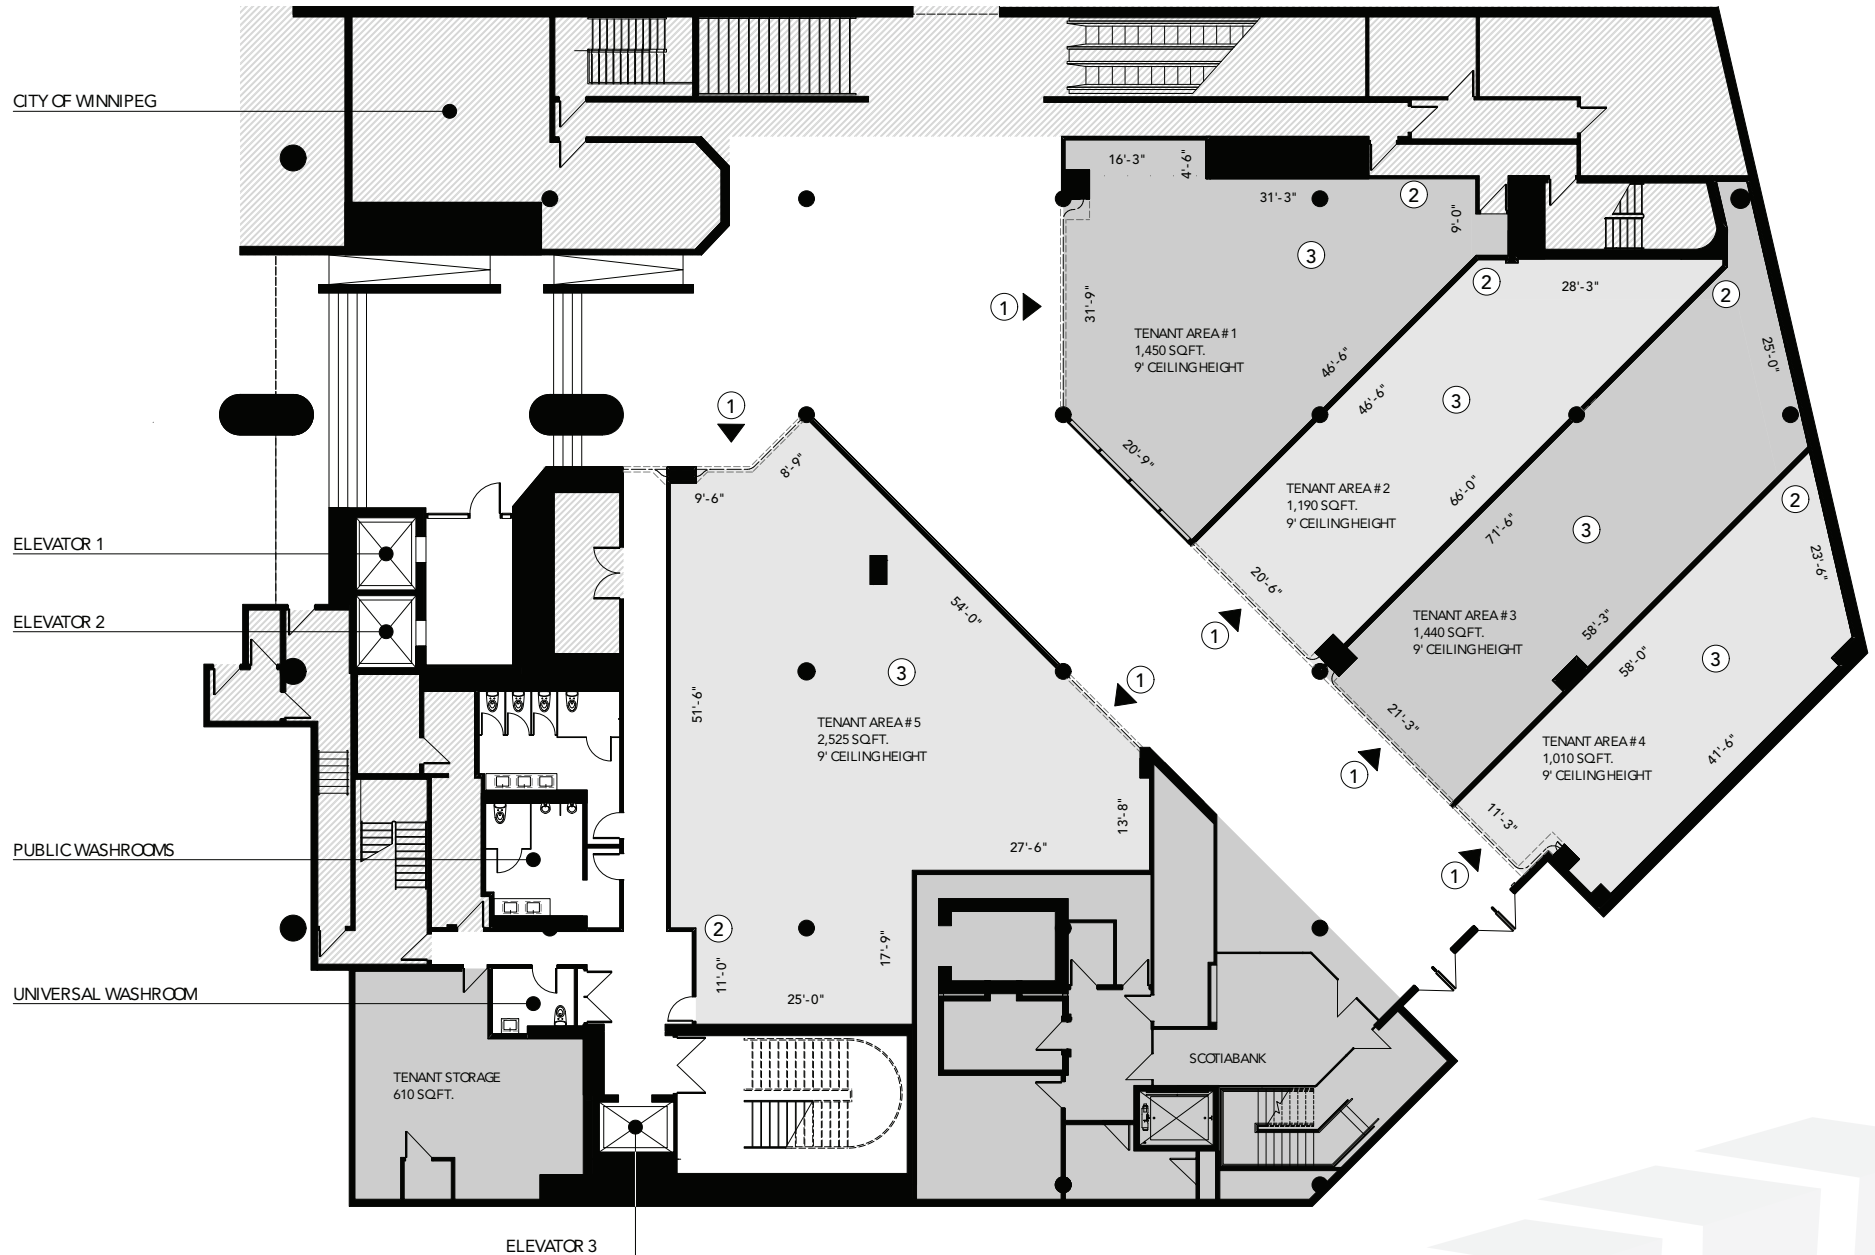 CITY OF WINNIPEG
16'-3"
4'-6"
31'-3"
2
9'-0"
3
2
28'-3"
2
1
31'-9"
TENANT AREA # 1
1,450 SQ.FT.
9' CEILING HEIGHT
25'-0"
46'-6"
46'-6"
3
1
20'-9"
8'-9"
9'-6"
TENANT AREA # 2
1,190 SQ.FT.
9' CEILING HEIGHT
66'-0"
2
71'-6"
3
ELEVATOR 1
23'-6"
20'-6"
54'-0"
ELEVATOR 2
1
TENANT AREA # 3
1,440 SQ.FT.
9' CEILING HEIGHT
58'-3"
58'-0"
3
3
1
51'-6"
TENANT AREA # 5
2,525 SQ.FT.
9' CEILING HEIGHT
21'-3"
TENANT AREA # 4
1,010 SQ.FT.
9' CEILING HEIGHT
41'-6"
1
13'-8"
11'-3"
27'-6"
PUBLIC WASHROOMS
1
2
17'-9"
11'-0"
25'-0"
UNIVERSAL WASHROOM
SCOTIABANK
TENANT STORAGE
610 SQ.FT.
ELEVATOR 3